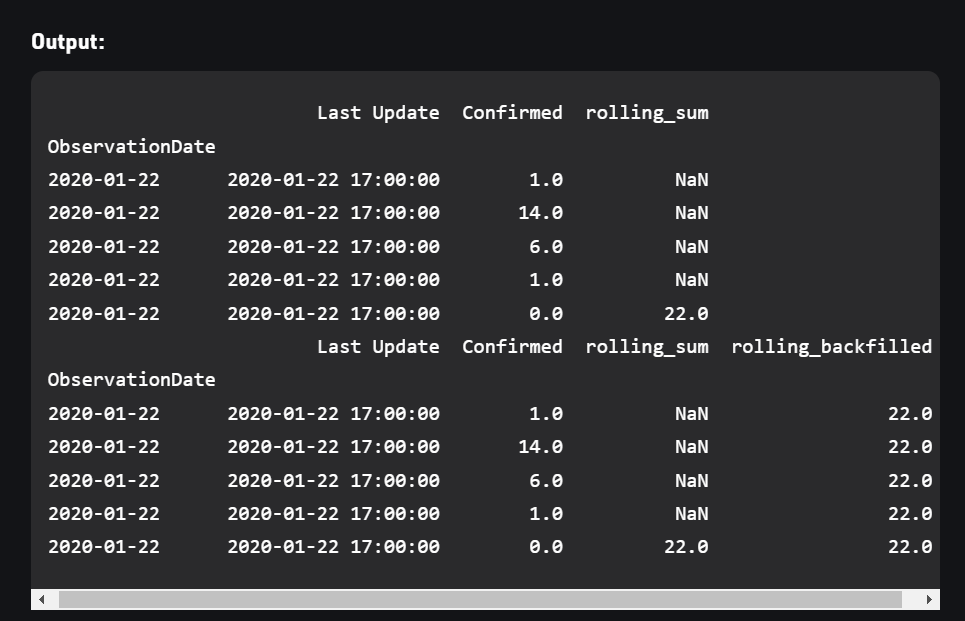 Output:
Last Update Confirmed rolling_sum
ObservationDate
2020-01-22 2020-01-22 17:00:00 1.0 NaN
2020-01-22 2020-01-22 17:00:00 14.0 NaN
2020-01-22 2020-01-22 17:00:00 6.0 NaN
2020-01-22 2020-01-22 17:00:00 1.0 NaN
2020-01-22 2020-01-22 17:00:00 0.0 22.0
Last Update Confirmed rolling_sum rolling_backfilled
ObservationDate
2020-01-22 2020-01-22 17:00:00 1.0 NaN 22.0
2020-01-22 2020-01-22 17:00:00 14.0 NaN 22.0
2020-01-22 2020-01-22 17:00:00 6.0 NaN 22.0
2020-01-22 2020-01-22 17:00:00 1.0 NaN 22.0
2020-01-22 2020-01-22 17:00:00 0.0 22.0 22.0